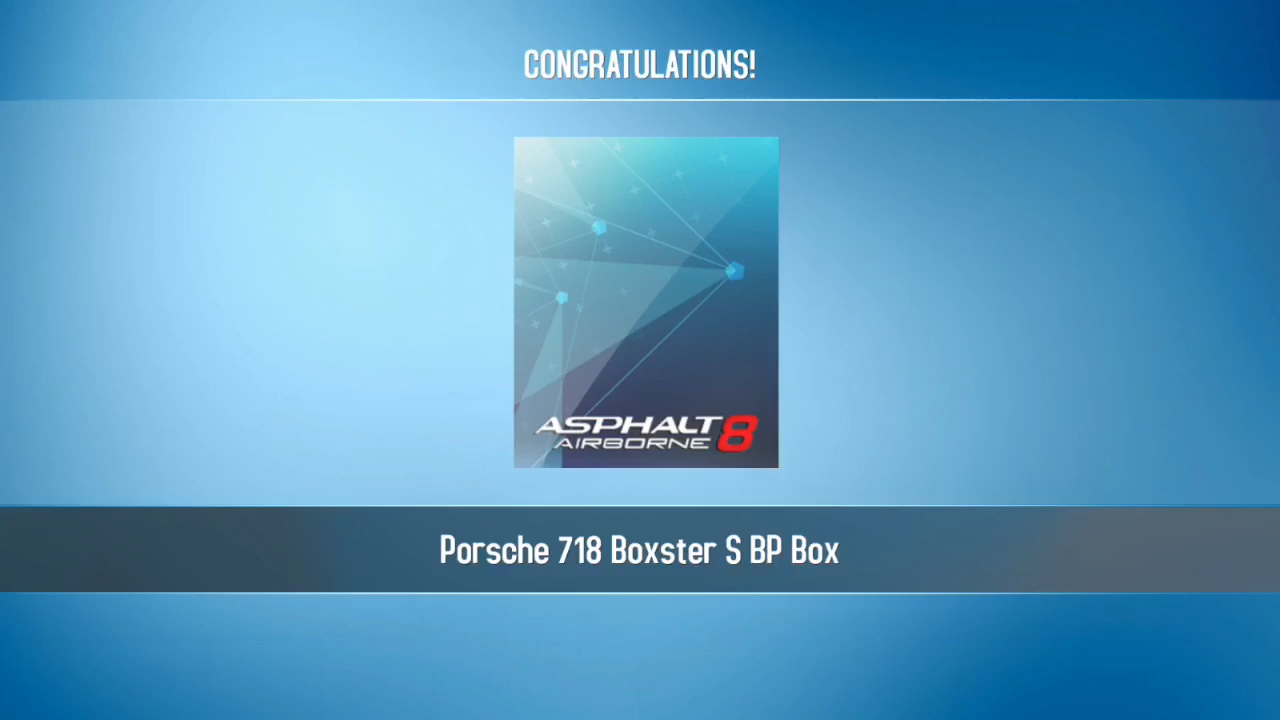 CONGRATULATIONS!
ASPHALT 8
AIRBORNE
Porsche 718 Boxster S BP Box